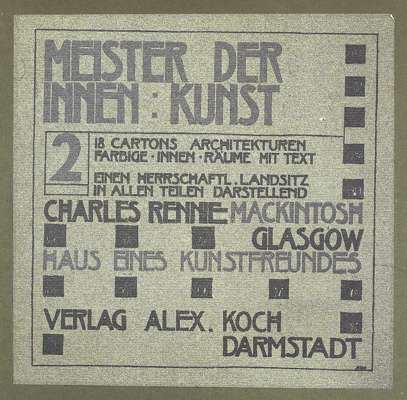 MEISTER DER
INNEN : KUNST
2
18 CARTONS ARCHITEKTUREN
FARBIGE · INNEN · RÄUME MIT TEXT
EINEN HERRSCHAFTL. LANDSITZ
IN ALLEN TEILEN DARSTELLEND
CHARLES RENNIE MACKINTOSH
GLASGOW
HAUS EINES KUNSTFREUNDES
VERLAG ALEX. KOCH
DARMSTADT